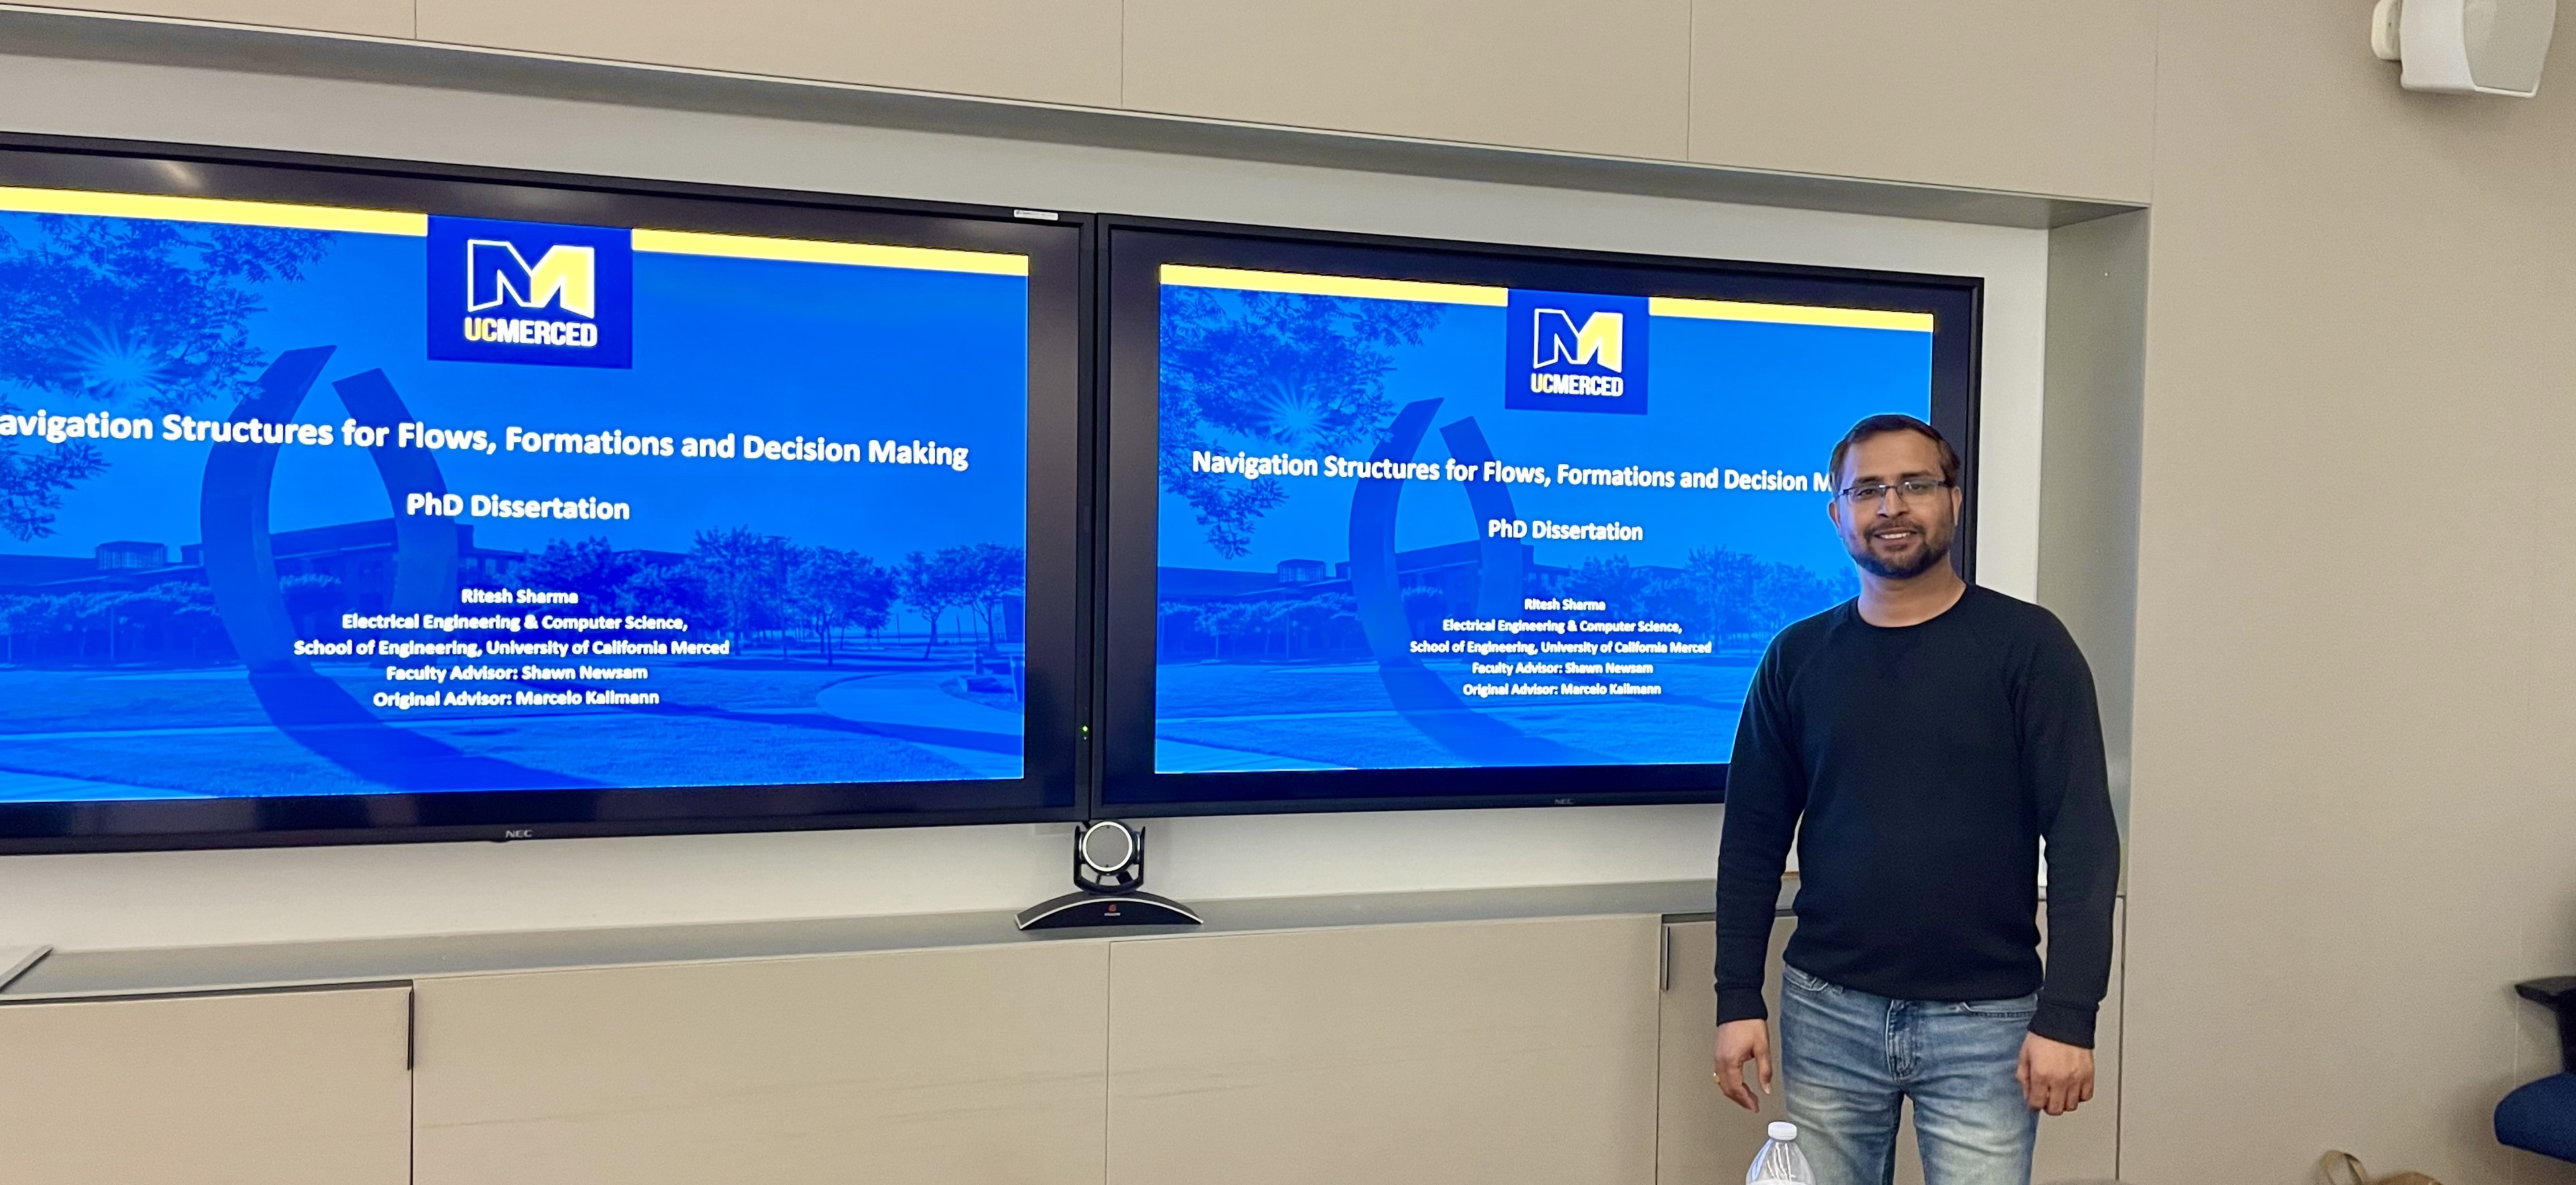 UCMERCED
avigation Structures for Flows, Formations and Decision Making
PhD Dissertation
Ritesh Sharma
Electrical Engineering & Computer Science,
School of Engineering, University of California Merced
Faculty Advisor: Shawn Newsam
Original Advisor: Marcelo Kallmann
NEC
UCMERCED
Navigation Structures for Flows, Formations and Decision M
PhD Dissertation
Ritesh Sharma
Electrical Engineering & Computer Science,
School of Engineering, University of California Merced
Faculty Advisor: Shawn Newsam
Original Advisor: Marcelo Kallmann
NEC